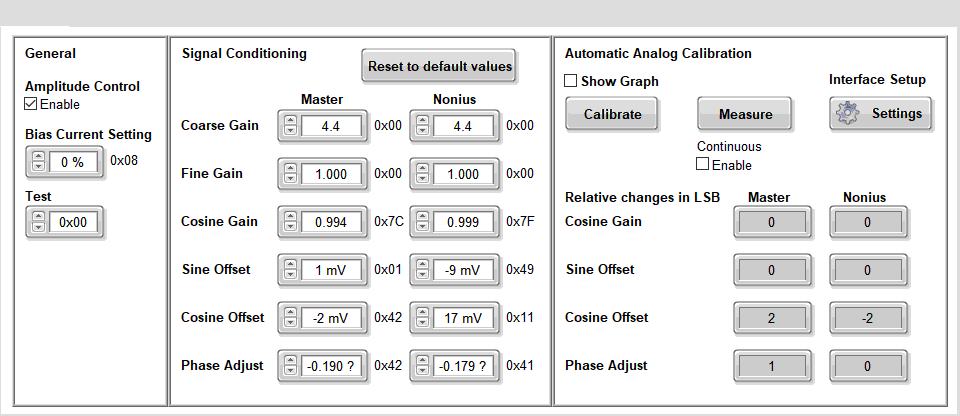 General
Amplitude Control
Enable
Bias Current Setting
0 % 0x08
Test
0x00
Signal Conditioning
Reset to default values
Master Nonius
Coarse Gain 4.4 0x00 4.4 0x00
Fine Gain 1.000 0x00 1.000 0x00
Cosine Gain 0.994 0x7C 0.999 0x7F
Sine Offset 1 mV 0x01 -9 mV 0x49
Cosine Offset -2 mV 0x42 17 mV 0x11
Phase Adjust -0.190 ? 0x42 -0.179 ? 0x41
Automatic Analog Calibration
Show Graph
Interface Setup
Calibrate Measure Settings
Continuous
Enable
Relative changes in LSB Master Nonius
Cosine Gain 0 0
Sine Offset 0 0
Cosine Offset 2 -2
Phase Adjust 1 0